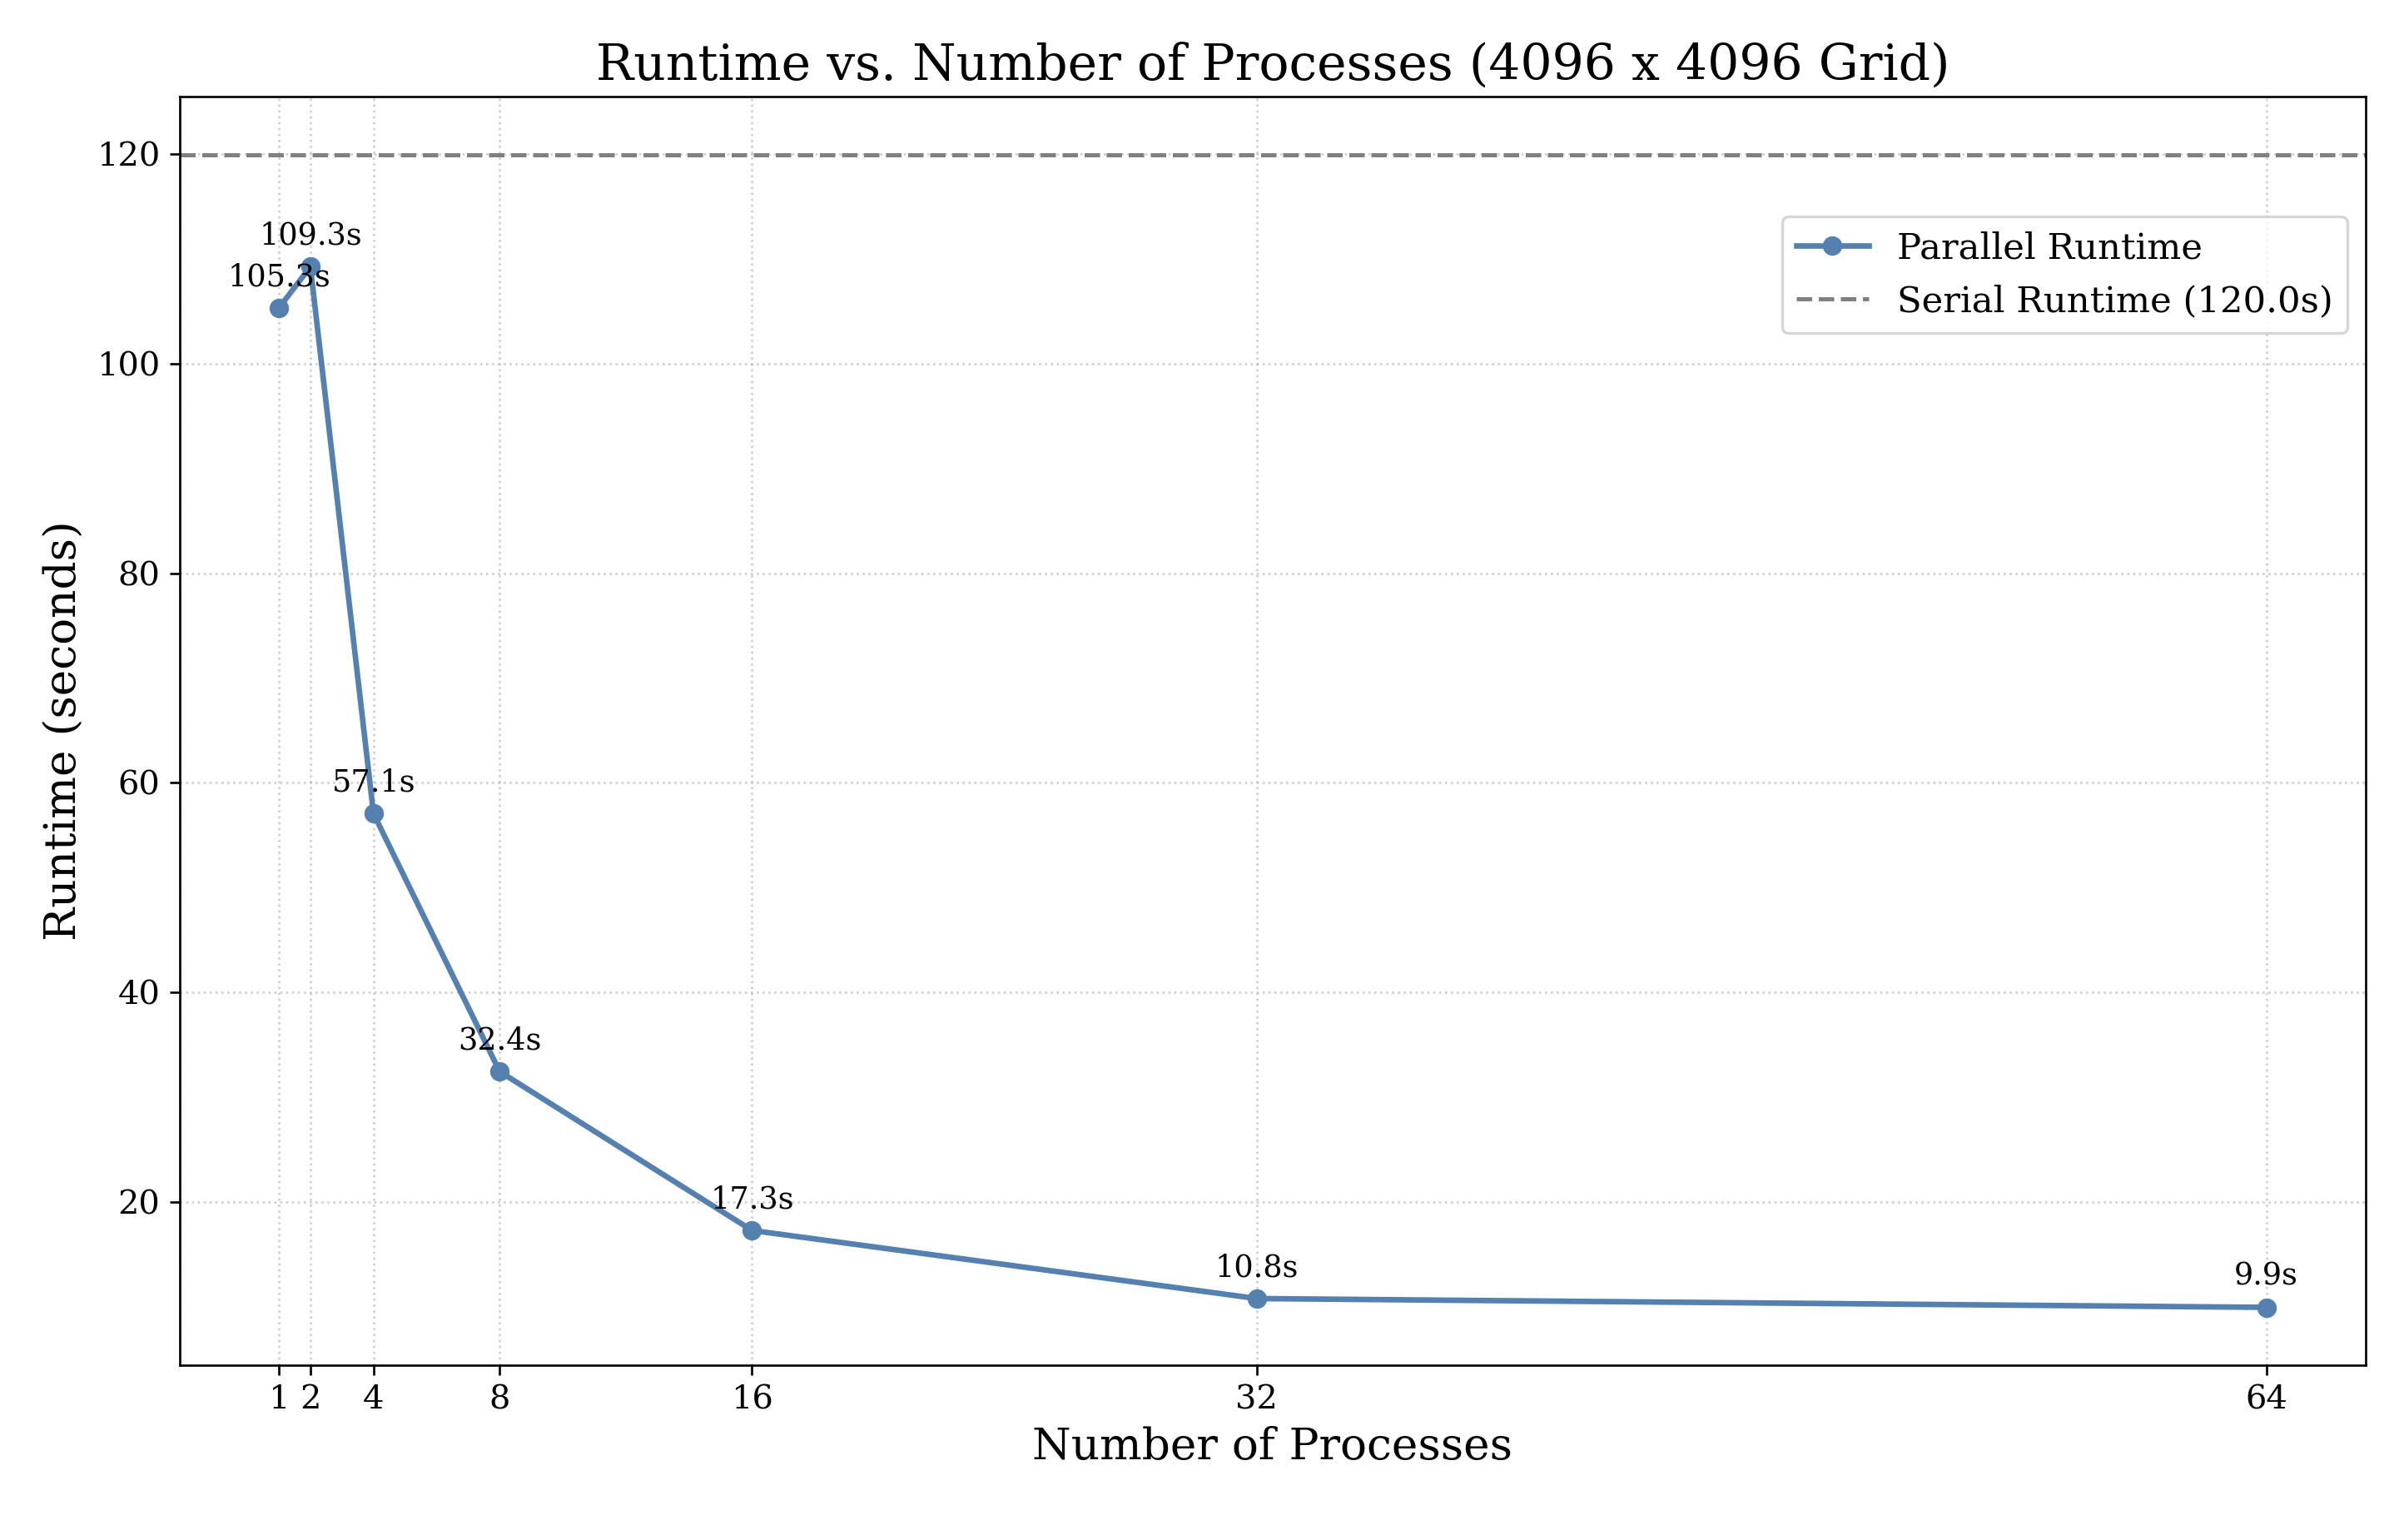 Runtime vs. Number of Processes (4096 x 4096 Grid)
Runtime (seconds)
120
100
80
60
40
20
109.3s
105.3s
57.1s
32.4s
17.3s
10.8s
9.9s
Parallel Runtime
Serial Runtime (120.0s)
1 2 4 8 16 32 64
Number of Processes